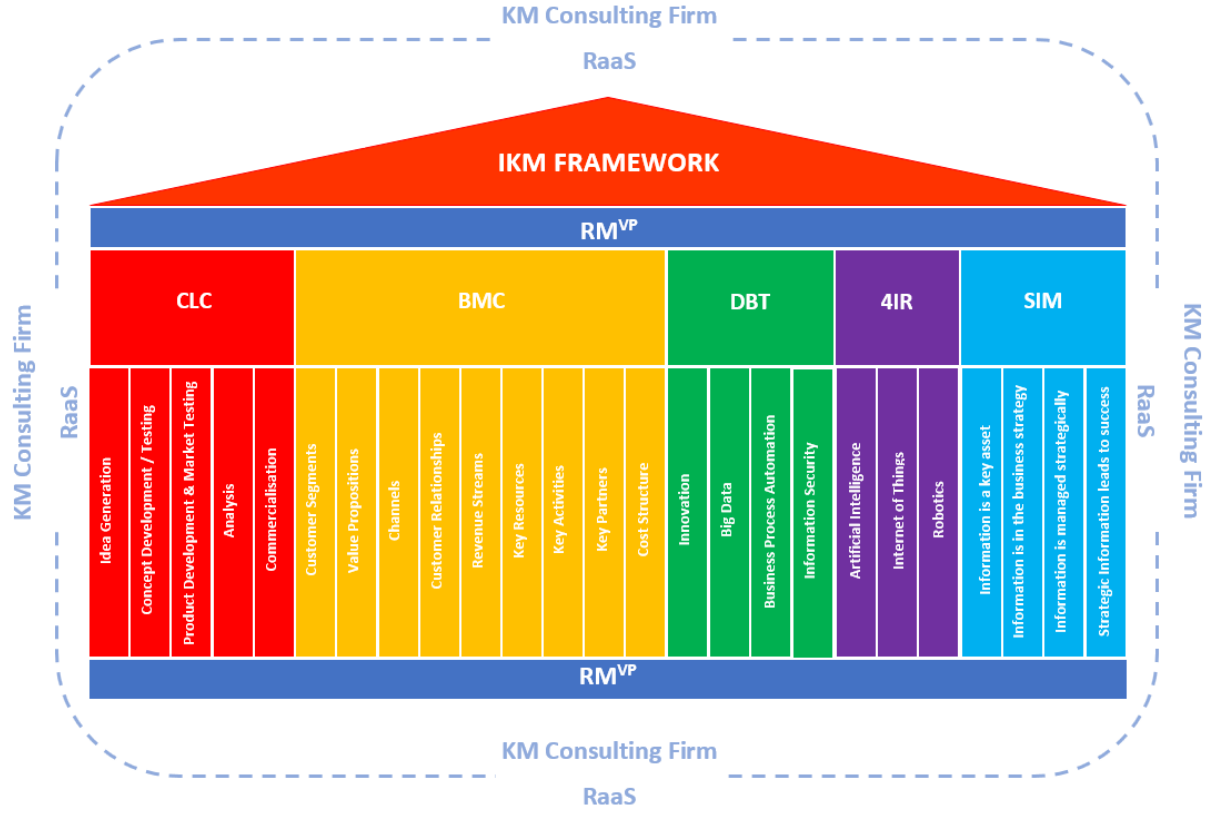 KM Consulting Firm
RaaS
IKM FRAMEWORK
RMVP
CLC
BMC
DBT
4IR
SIM
Idea Generation
Concept Development / Testing
Product Development & Market Testing
Analysis
Commercialisation
Customer Segments
Value Propositions
Channels
Customer Relationships
Revenue Streams
Key Resources
Key Activities
Key Partners
Cost Structure
Innovation
Big Data
Business Process Automation
Information Security
Artificial Intelligence
Internet of Things
Robotics
Information is a key asset
Information is in the business strategy
Information is managed strategically
Strategic Information leads to success
KM Consulting Firm
RaaS
RaaS
KM Consulting Firm
RMVP
KM Consulting Firm
RaaS